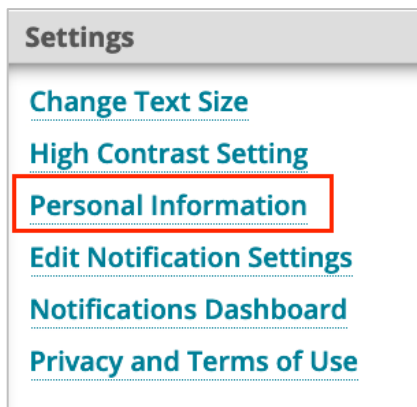 Settings
Change Text Size
High Contrast Setting
Personal Information
Edit Notification Settings
Notifications Dashboard
Privacy and Terms of Use